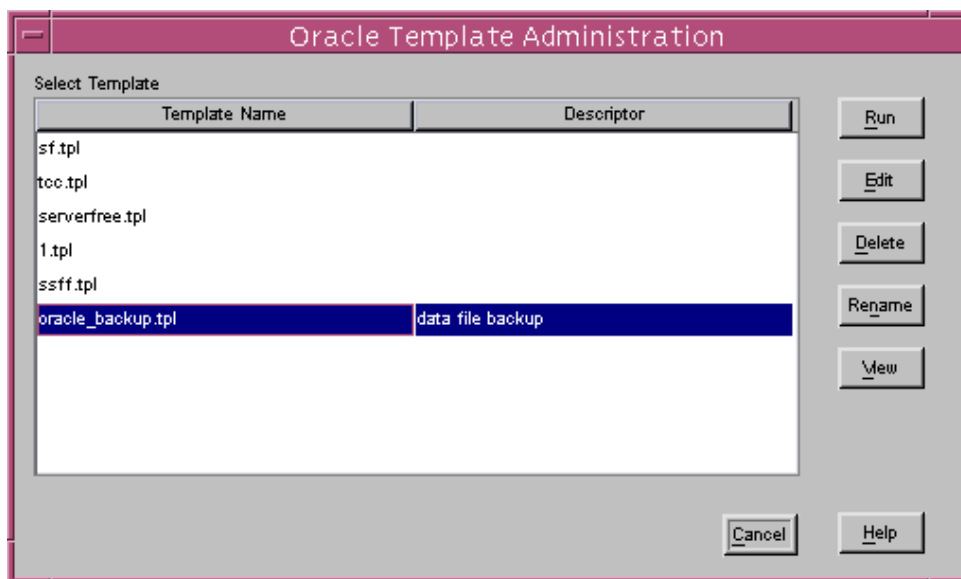 Oracle Template Administration
Select Template
Template Name Descriptor
sf.tpl
tcc.tpl
serverfree.tpl
1.tpl
ssff.tpl
oracle_backup.tpl data file backup
Run
Edit
Delete
Rename
View
Cancel Help